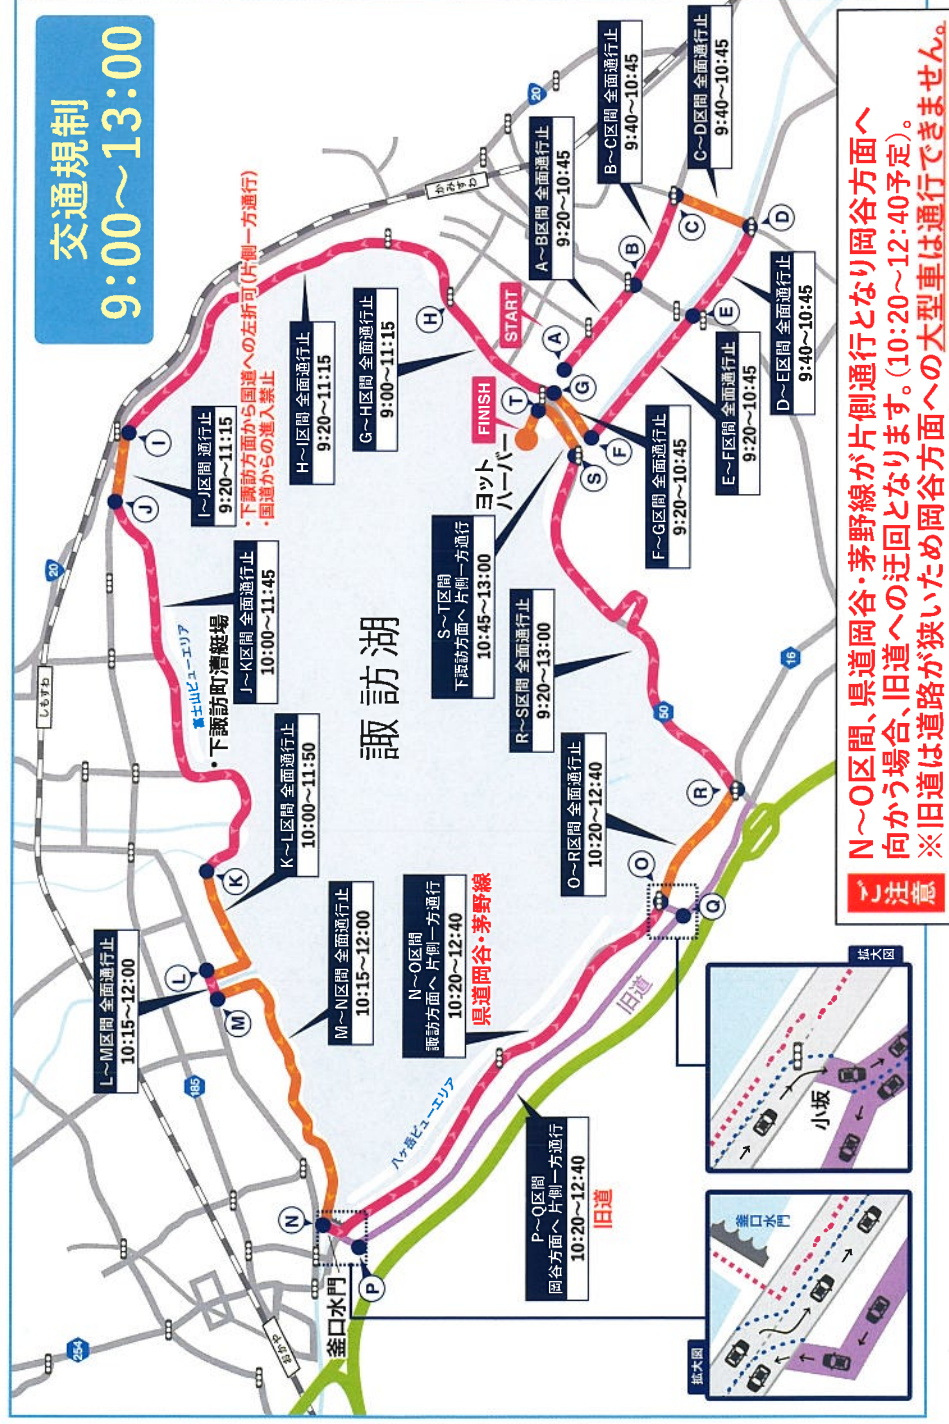 交通規制
9:00～13:00
20
かみすわ
A～B区間 全面通行止
9:20～10:45
B～C区間 全面通行止
9:40～10:45
C～D区間 全面通行止
9:40～10:45
D～E区間 全面通行止
9:40～10:45
E～F区間 全面通行止
9:20～10:45
F～G区間 全面通行止
9:20～10:45
G～H区間 全面通行止
9:00～11:15
H～I区間 全面通行止
9:20～11:15
I～J区間 通行止
9:20～11:15
・下諏訪方面から国道への左折可(片側一方通行)
・国道からの進入禁止
J～K区間 全面通行止
10:00～11:45
K～L区間 全面通行止
10:00～11:50
L～M区間 全面通行止
10:15～12:00
M～N区間 全面通行止
10:15～12:00
N～O区間
諏訪方面へ 片側一方通行
10:20～12:40
県道岡谷・茅野線
O～R区間 全面通行止
10:20～12:40
P～Q区間
岡谷方面へ 片側一方通行
10:20～12:40
旧道
R～S区間 全面通行止
9:20～13:00
S～T区間
下諏訪方面へ 片側一方通行
10:45～13:00
START
FINISH
ヨット
ハーバー
A
B
C
D
E
F
G
H
I
J
K
L
M
N
O
P
Q
R
S
T
諏訪湖
富士山ビューエリア
・下諏訪町漕艇場
八ヶ岳ビューエリア
旧道
釜口水門
しもすわ
おかや
20
185
254
50
16
拡大図
釜口水門
拡大図
小坂
ご注意
N～O区間、県道岡谷・茅野線が片側通行となり岡谷方面へ
向かう場合、旧道への迂回となります。(10:20～12:40予定)。
※旧道は道路が狭いため岡谷方面への大型車は通行できません。